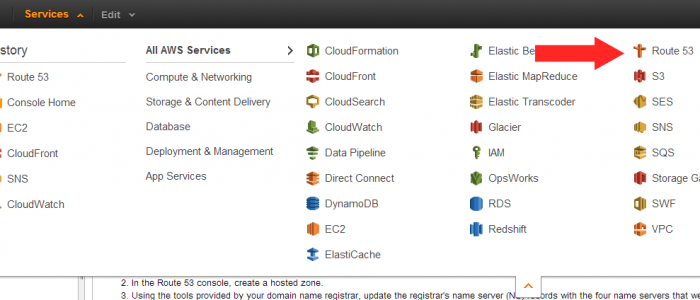 Services Edit
story
Route 53
Console Home
EC2
CloudFront
SNS
CloudWatch
All AWS Services
Compute & Networking
Storage & Content Delivery
Database
Deployment & Management
App Services
CloudFormation
CloudFront
CloudSearch
CloudWatch
Data Pipeline
Direct Connect
DynamoDB
EC2
ElastiCache
Elastic Be
Elastic MapReduce
Elastic Transcoder
Glacier
IAM
OpsWorks
RDS
Redshift
Route 53
S3
SES
SNS
SQS
Storage Ga
SWF
VPC
2. In the Route 53 console, create a hosted zone.
3. Using the tools provided by your domain name registrar, update the registrar's name server (N records with the four name servers that w